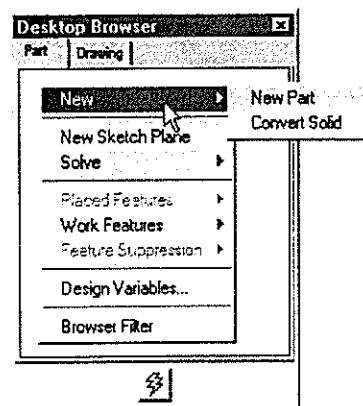 Desktop Browser
Part Drawing
New
New Part
Convert Solid
New Sketch Plane
Solve
Placed Features
Work Features
Feature Suppression
Design Variables...
Browser Filter